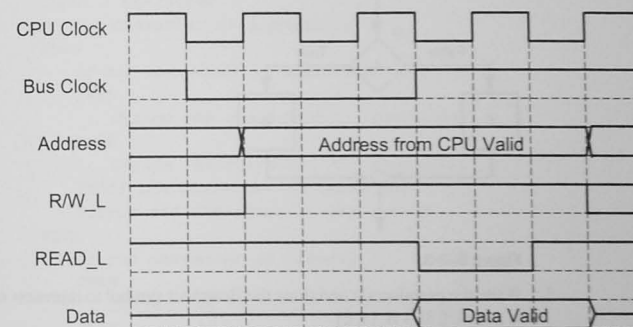 CPU Clock
Bus Clock
Address
Address from CPU Valid
R/W_L
READ_L
Data
Data Valid